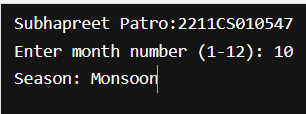 Subhapreet Patro:2211CS010547
Enter month number (1-12): 10
Season: Monsoon